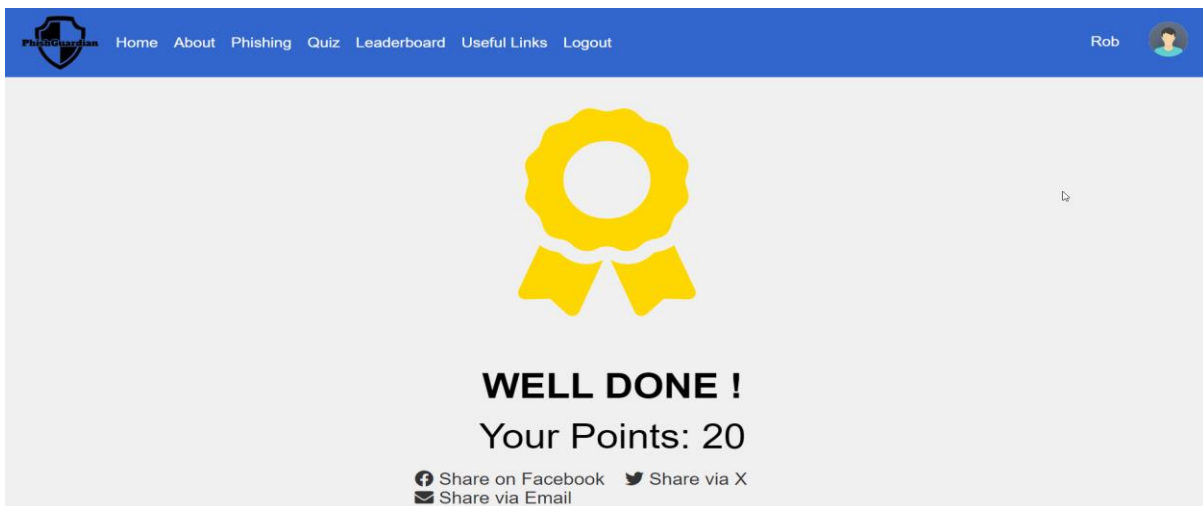 PhishGuardian Home About Phishing Quiz Leaderboard Useful Links Logout Rob
WELL DONE !
Your Points: 20
Share on Facebook Share via X
Share via Email